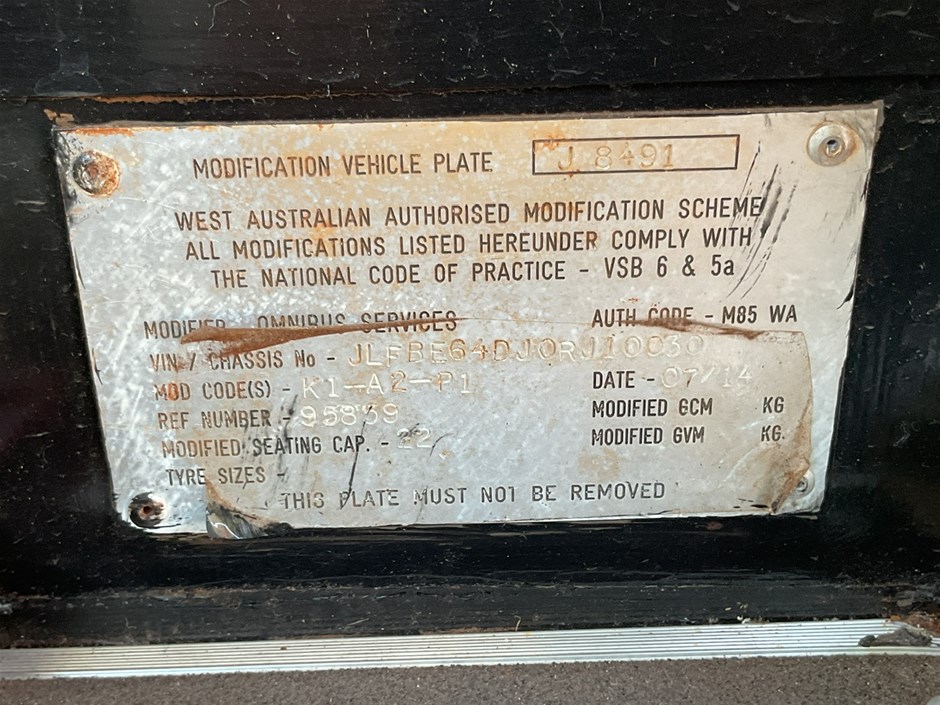 MODIFICATION VEHICLE PLATE J 8491
WEST AUSTRALIAN AUTHORISED MODIFICATION SCHEME
ALL MODIFICATIONS LISTED HEREUNDER COMPLY WITH
THE NATIONAL CODE OF PRACTICE - VSB 6 & 5a
MODIFIER OMNIBUS SERVICES AUTH CODE - M85 WA
VIN / CHASSIS No - JLFBE64DJ0RJ10030
MOD CODE(S) - K1-A2-P1 DATE - 07/14
REF NUMBER - 95839 MODIFIED GCM KG
MODIFIED SEATING CAP. - 22 MODIFIED GVM KG
TYRE SIZES -
THIS PLATE MUST NOT BE REMOVED